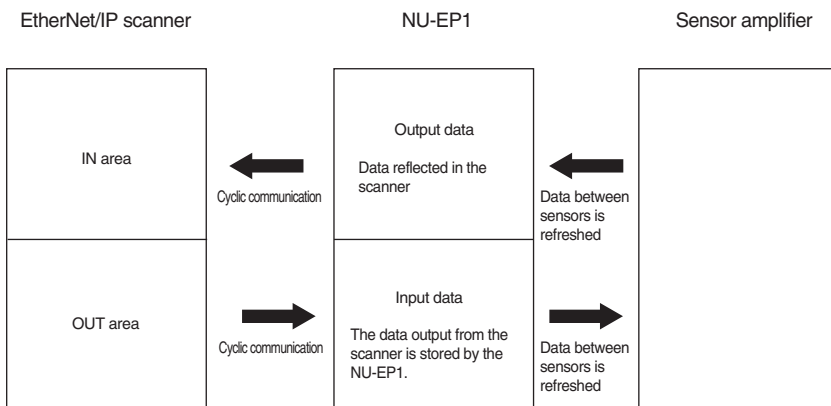 EtherNet/IP scanner
NU-EP1
Sensor amplifier
IN area
Cyclic communication
Output data
Data reflected in the
scanner
Data between
sensors is
refreshed
OUT area
Cyclic communication
Input data
The data output from the
scanner is stored by the
NU-EP1.
Data between
sensors is
refreshed